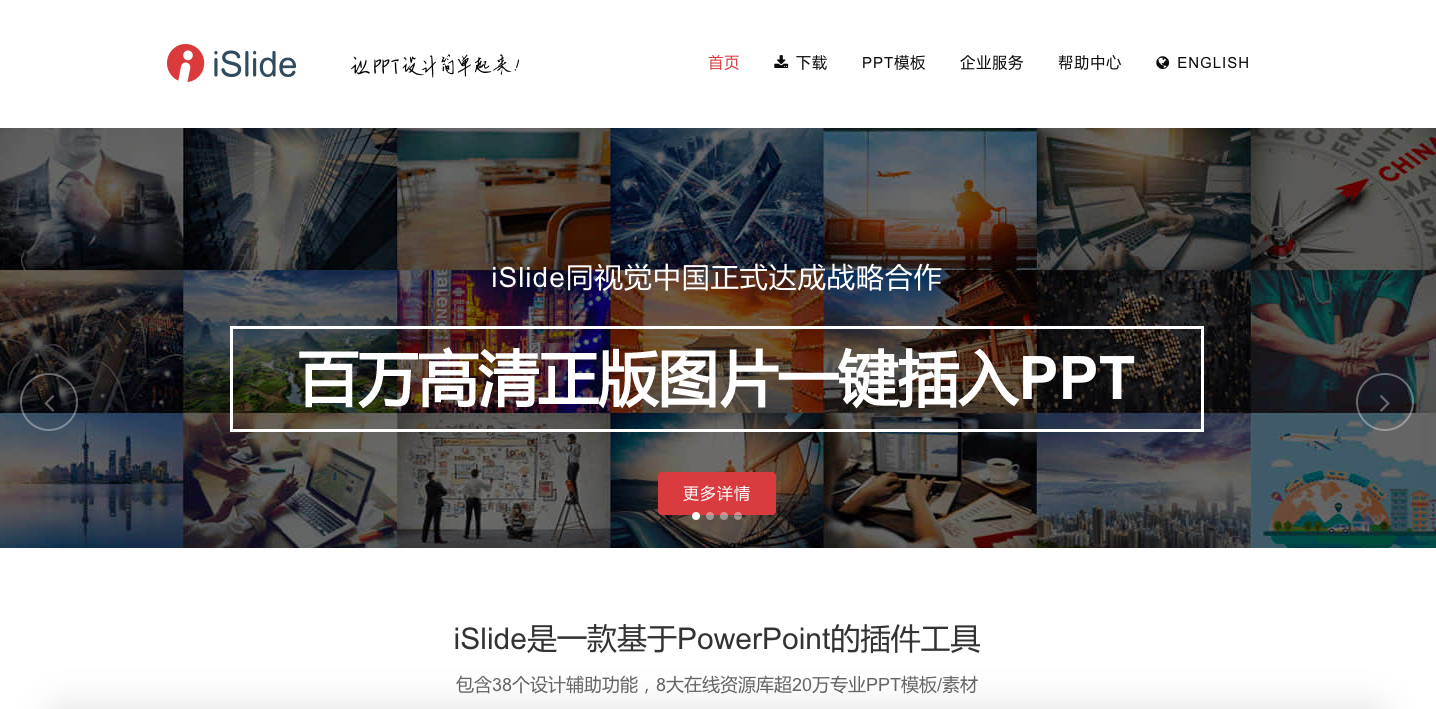 iSlide
让PPT设计简单起来!
首页
下载
PPT模板
企业服务
帮助中心
ENGLISH
CHINA
iSlide同视觉中国正式达成战略合作
百万高清正版图片一键插入PPT
更多详情
iSlide是一款基于PowerPoint的插件工具
包含38个设计辅助功能，8大在线资源库超20万专业PPT模板/素材